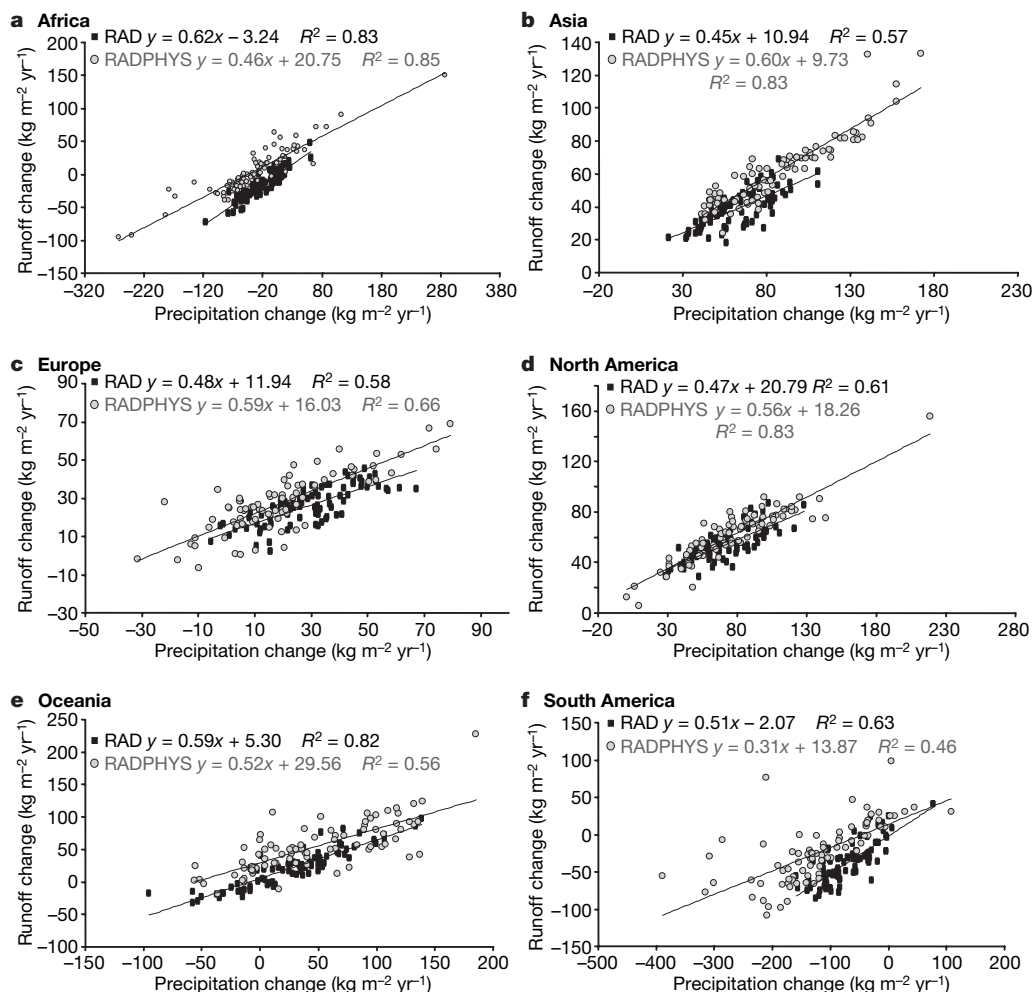 a Africa
RAD y = 0.62x – 3.24 R² = 0.83
RADPHYS y = 0.46x + 20.75 R² = 0.85
Runoff change (kg m–2 yr–1)
200
150
100
50
0
–50
–100
–150
–320 –220 –120 –20 80 180 280 380
Precipitation change (kg m–2 yr–1)
b Asia
RAD y = 0.45x + 10.94 R² = 0.57
RADPHYS y = 0.60x + 9.73
R² = 0.83
Runoff change (kg m–2 yr–1)
140
120
100
80
60
40
20
0
–20 30 80 130 180 230
Precipitation change (kg m–2 yr–1)
c Europe
RAD y = 0.48x + 11.94 R² = 0.58
RADPHYS y = 0.59x + 16.03 R² = 0.66
Runoff change (kg m–2 yr–1)
90
70
50
30
10
–10
–30
–50 –30 –10 10 30 50 70 90
Precipitation change (kg m–2 yr–1)
d North America
RAD y = 0.47x + 20.79 R² = 0.61
RADPHYS y = 0.56x + 18.26
R² = 0.83
Runoff change (kg m–2 yr–1)
160
120
80
40
0
–20 30 80 130 180 230 280
Precipitation change (kg m–2 yr–1)
e Oceania
RAD y = 0.59x + 5.30 R² = 0.82
RADPHYS y = 0.52x + 29.56 R² = 0.56
Runoff change (kg m–2 yr–1)
250
200
150
100
50
0
–50
–100
–150 –100 –50 0 50 100 150 200
Precipitation change (kg m–2 yr–1)
f South America
RAD y = 0.51x – 2.07 R² = 0.63
RADPHYS y = 0.31x + 13.87 R² = 0.46
Runoff change (kg m–2 yr–1)
150
100
50
0
–50
–100
–150
–500 –400 –300 –200 –100 0 100 200
Precipitation change (kg m–2 yr–1)